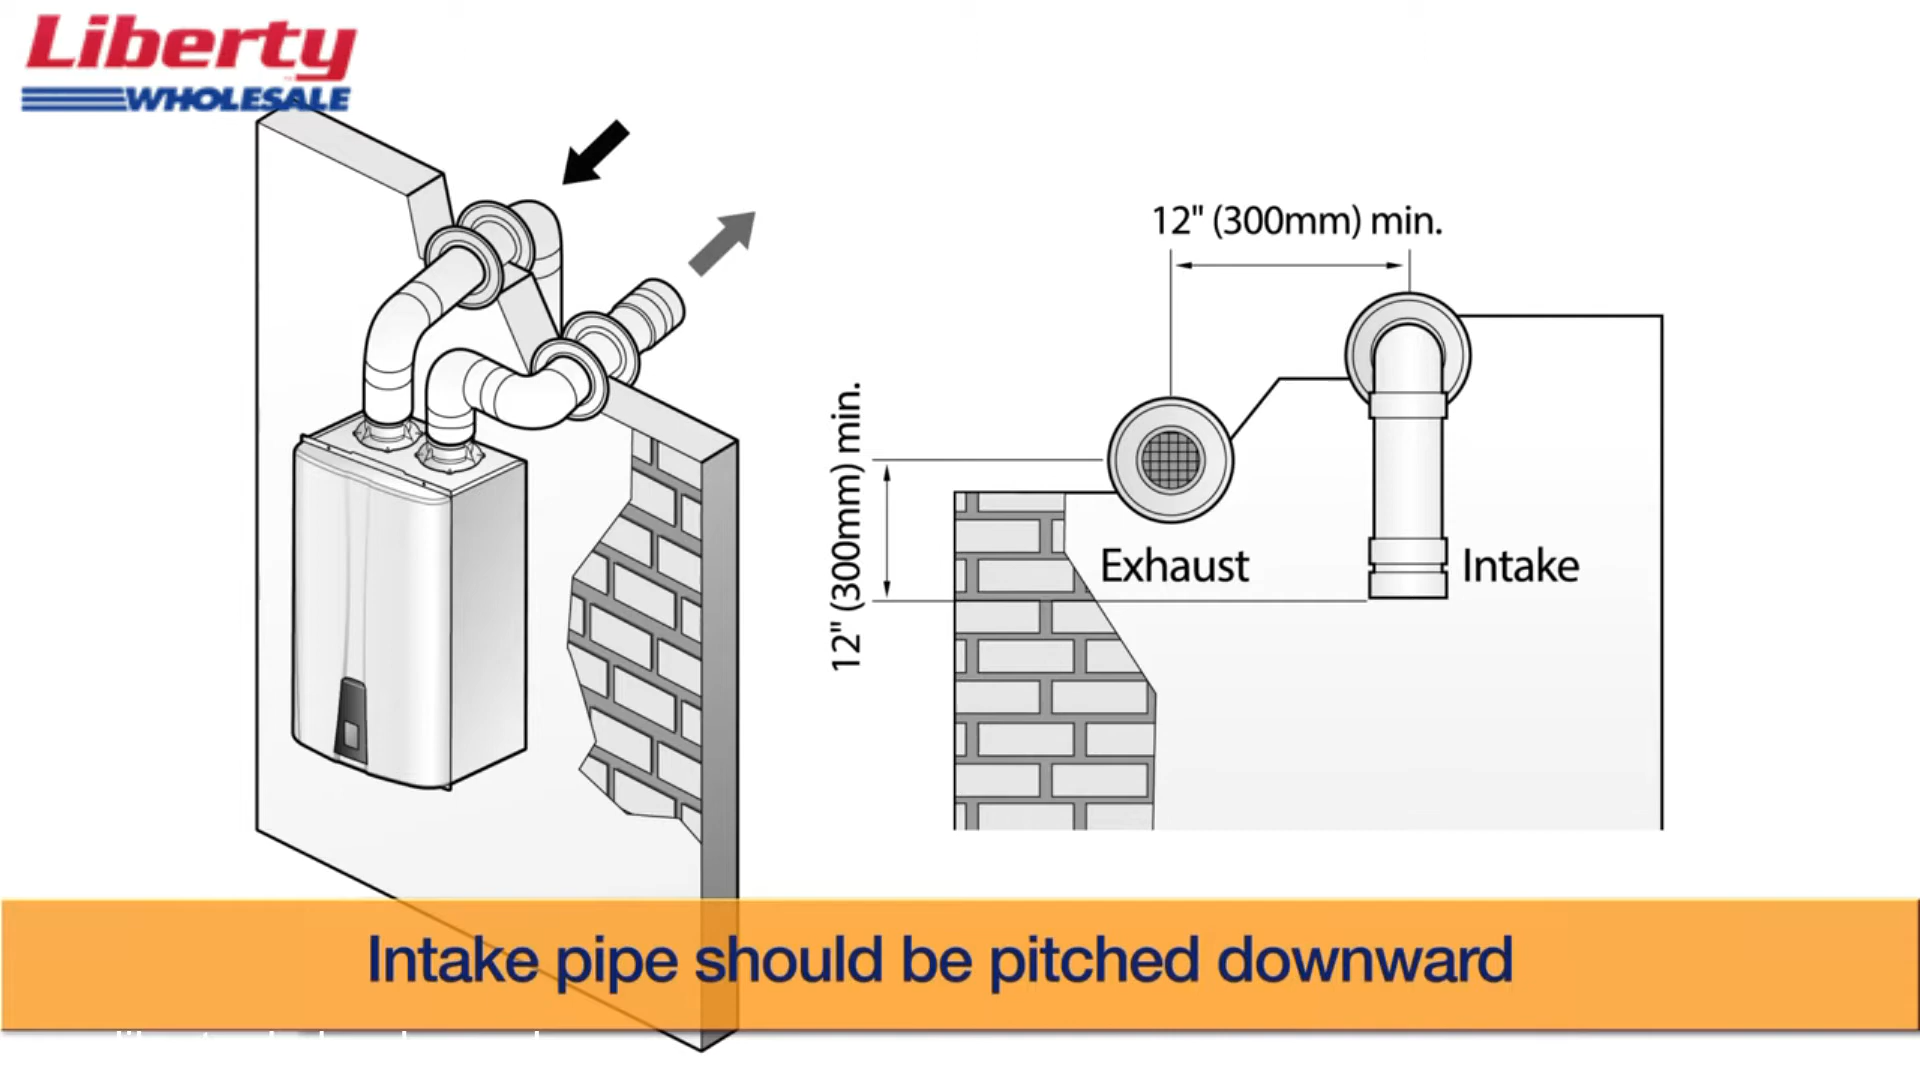 Liberty
WHOLESALE
12" (300mm) min.
12" (300mm) min.
Exhaust
Intake
Intake pipe should be pitched downward